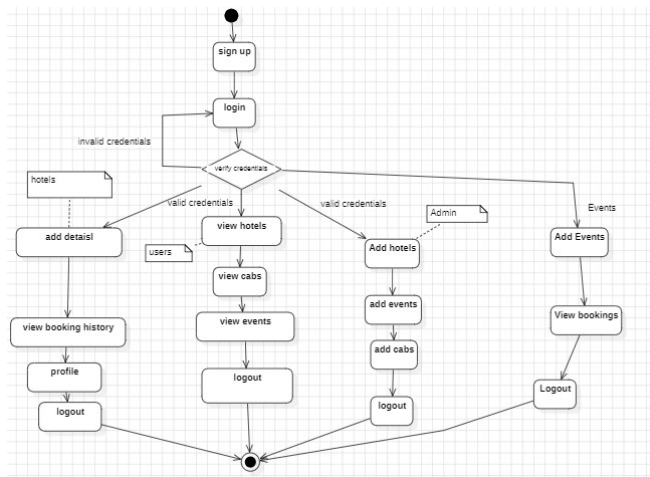 sign up
login
invalid credentials
verify credentials
hotels
valid credentials
valid credentials
Admin
Events
add detaisl
users
view hotels
Add hotels
Add Events
view cabs
add events
view booking history
view events
View bookings
add cabs
profile
logout
Logout
logout
logout